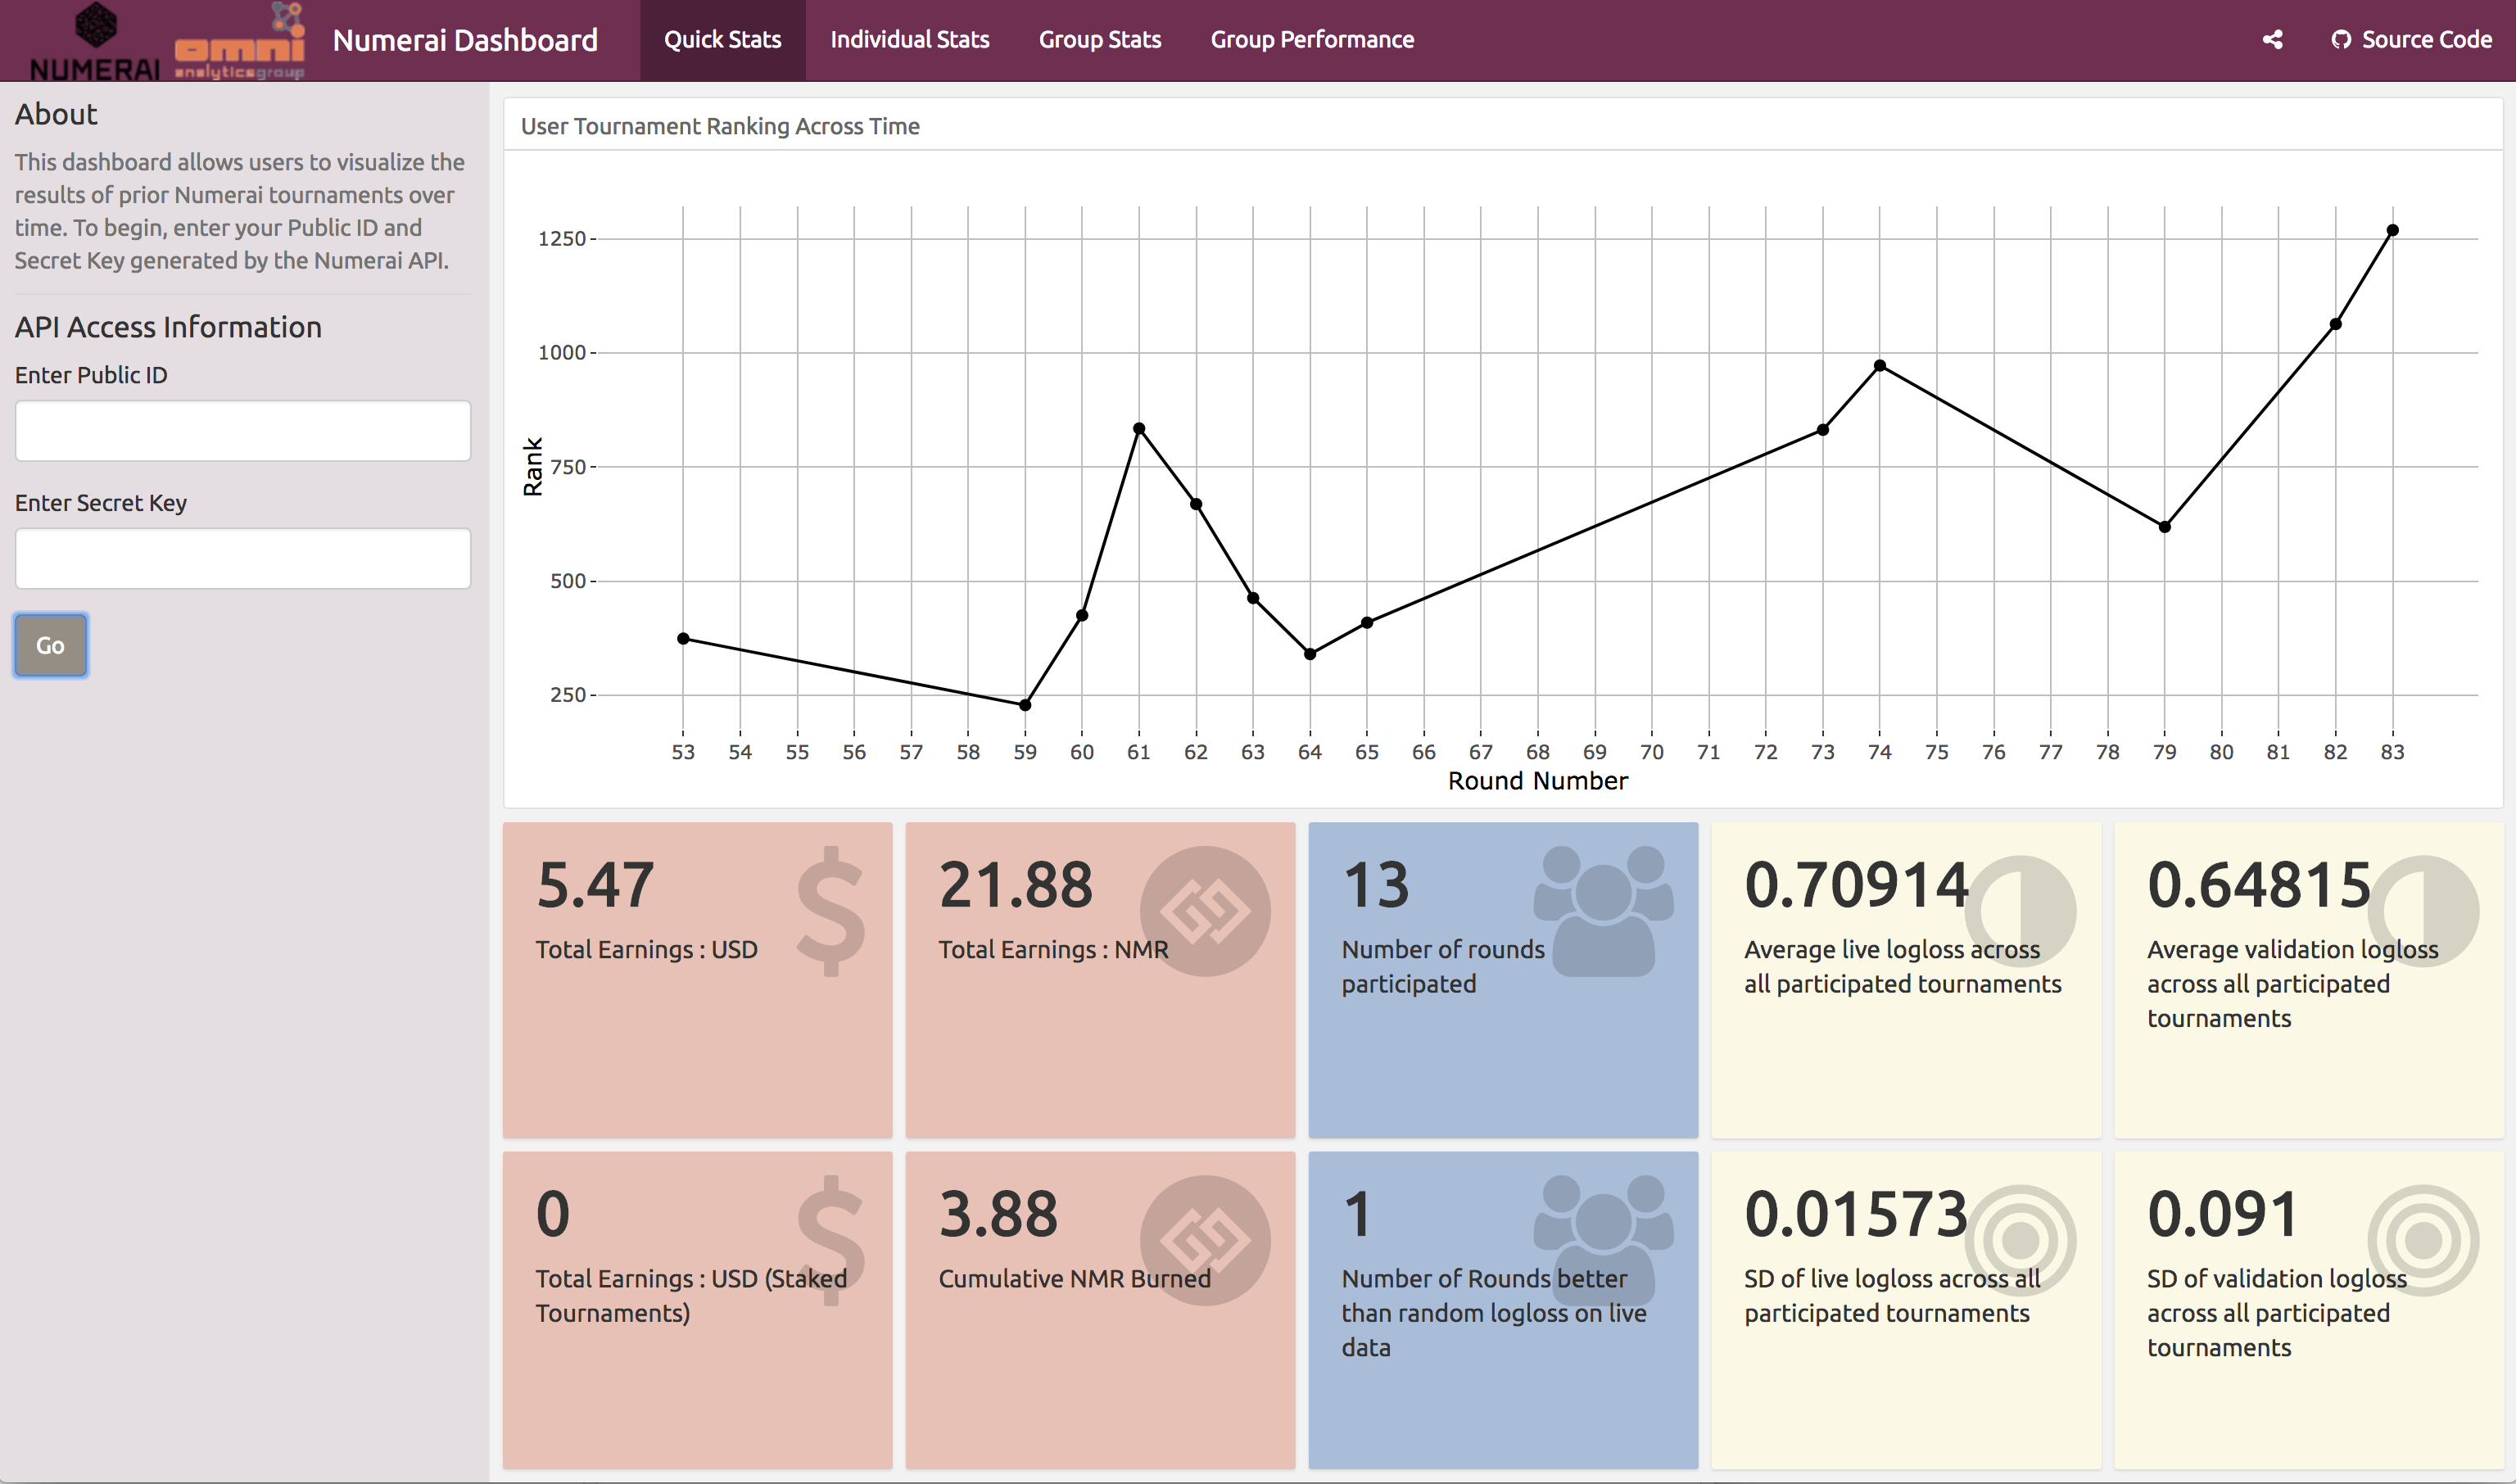 NUMERAI
omni
analyticsgroup
Numerai Dashboard
Quick Stats
Individual Stats
Group Stats
Group Performance
Source Code
About
This dashboard allows users to visualize the
results of prior Numerai tournaments over
time. To begin, enter your Public ID and
Secret Key generated by the Numerai API.
API Access Information
Enter Public ID
Enter Secret Key
Go
User Tournament Ranking Across Time
Rank
1250
1000
750
500
250
53 54 55 56 57 58 59 60 61 62 63 64 65 66 67 68 69 70 71 72 73 74 75 76 77 78 79 80 81 82 83
Round Number
5.47
Total Earnings : USD
21.88
Total Earnings : NMR
13
Number of rounds
participated
0.70914
Average live logloss across
all participated tournaments
0.64815
Average validation logloss
across all participated
tournaments
0
Total Earnings : USD (Staked
Tournaments)
3.88
Cumulative NMR Burned
1
Number of Rounds better
than random logloss on live
data
0.01573
SD of live logloss across all
participated tournaments
0.091
SD of validation logloss
across all participated
tournaments